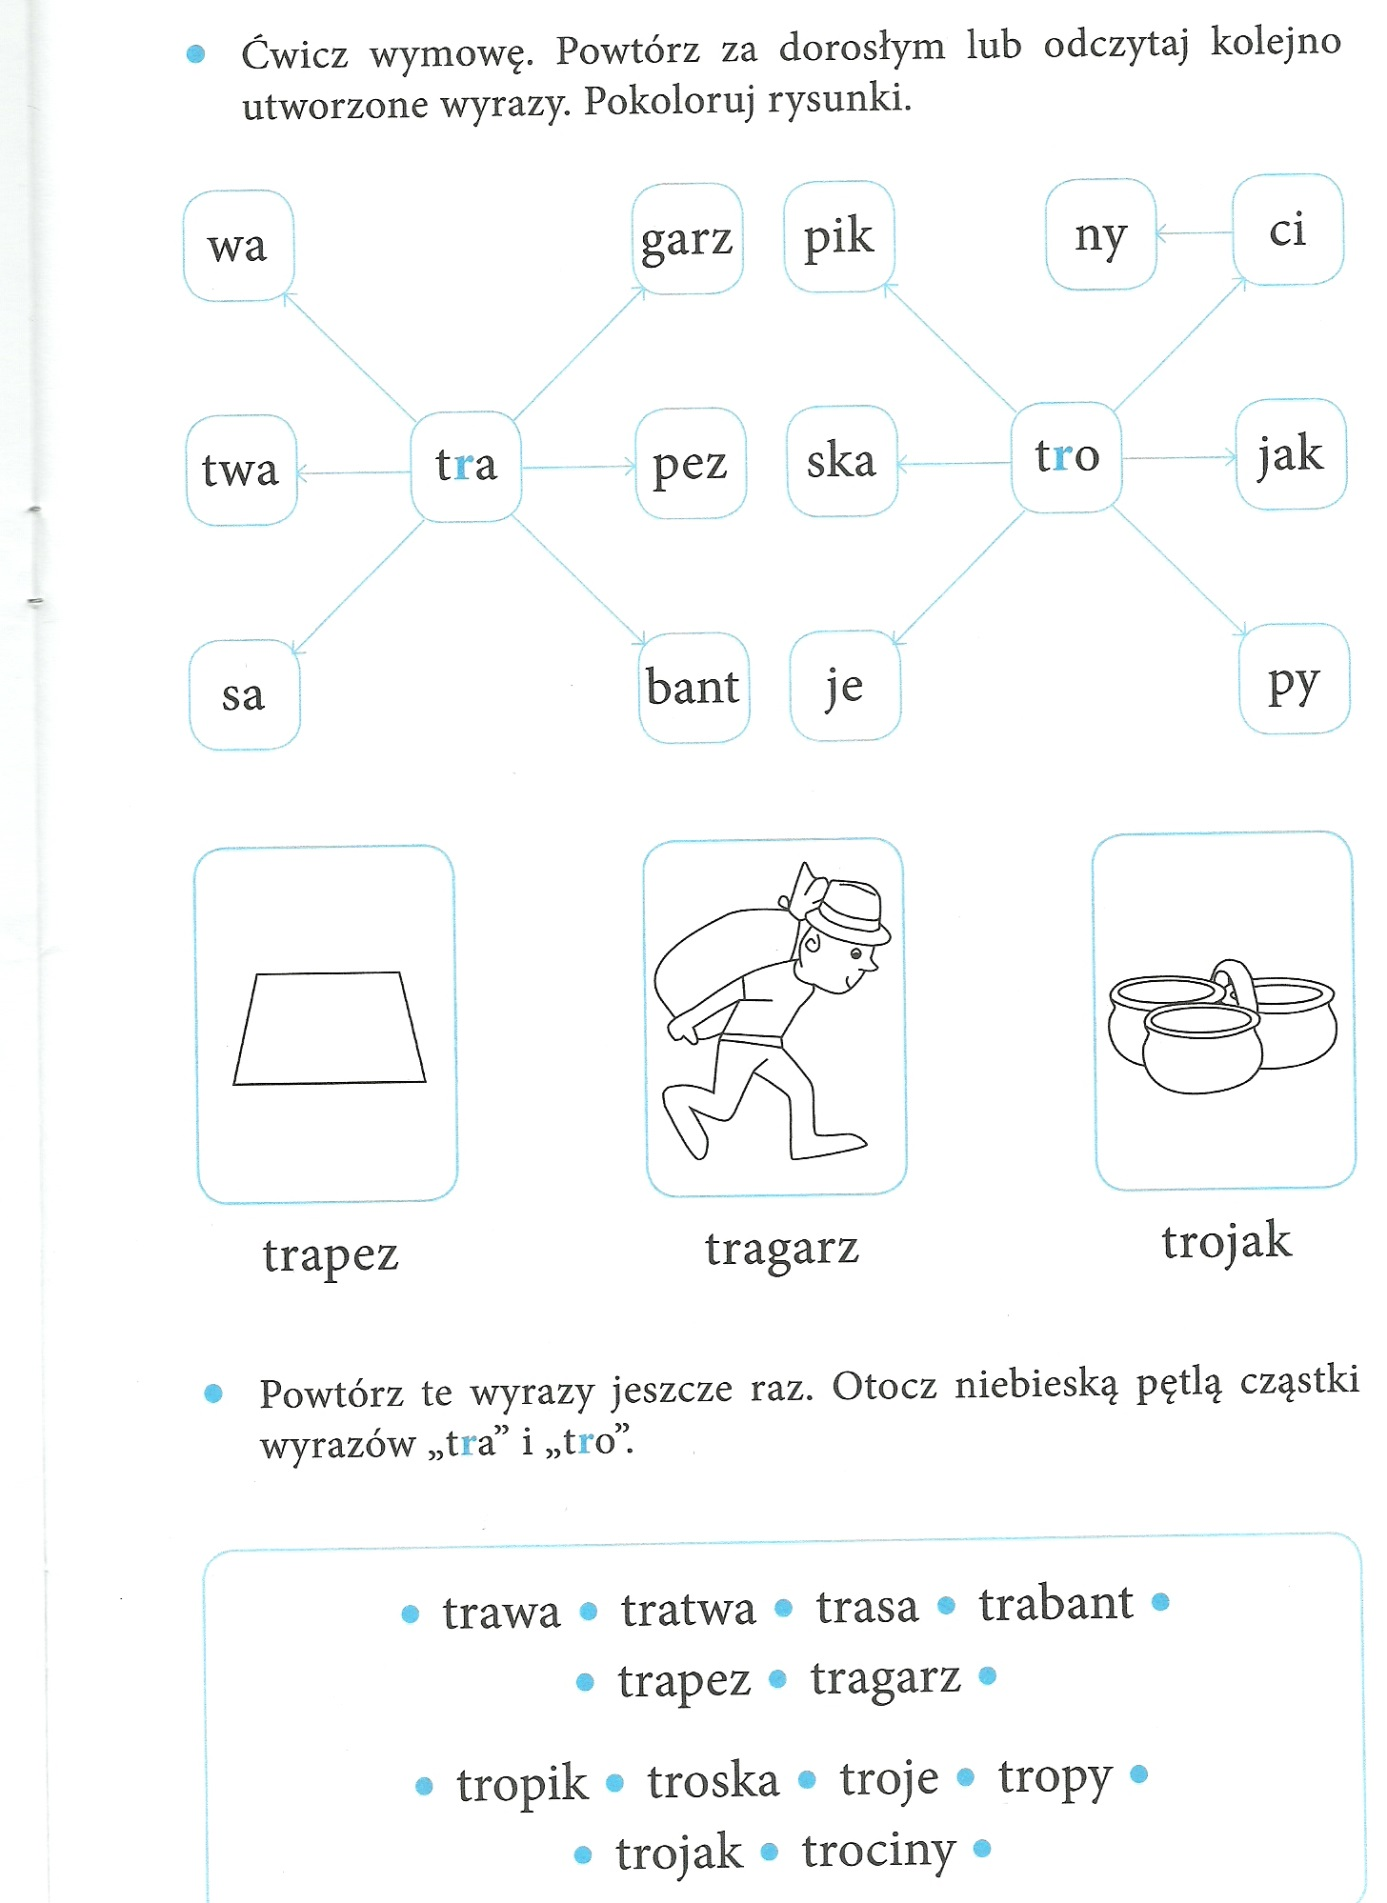 • Ćwicz wymowę. Powtórz za dorosłym lub odczytaj kolejno
utworzone wyrazy. Pokoloruj rysunki.
wa garz pik ny ci
twa tra pez ska tro jak
sa bant je py
trapez tragarz trojak
• Powtórz te wyrazy jeszcze raz. Otocz niebieską pętlą cząstki
wyrazów „tra” i „tro”.
• trawa • tratwa • trasa • trabant •
• trapez • tragarz •
• tropik • troska • troje • tropy •
• trojak • trociny •